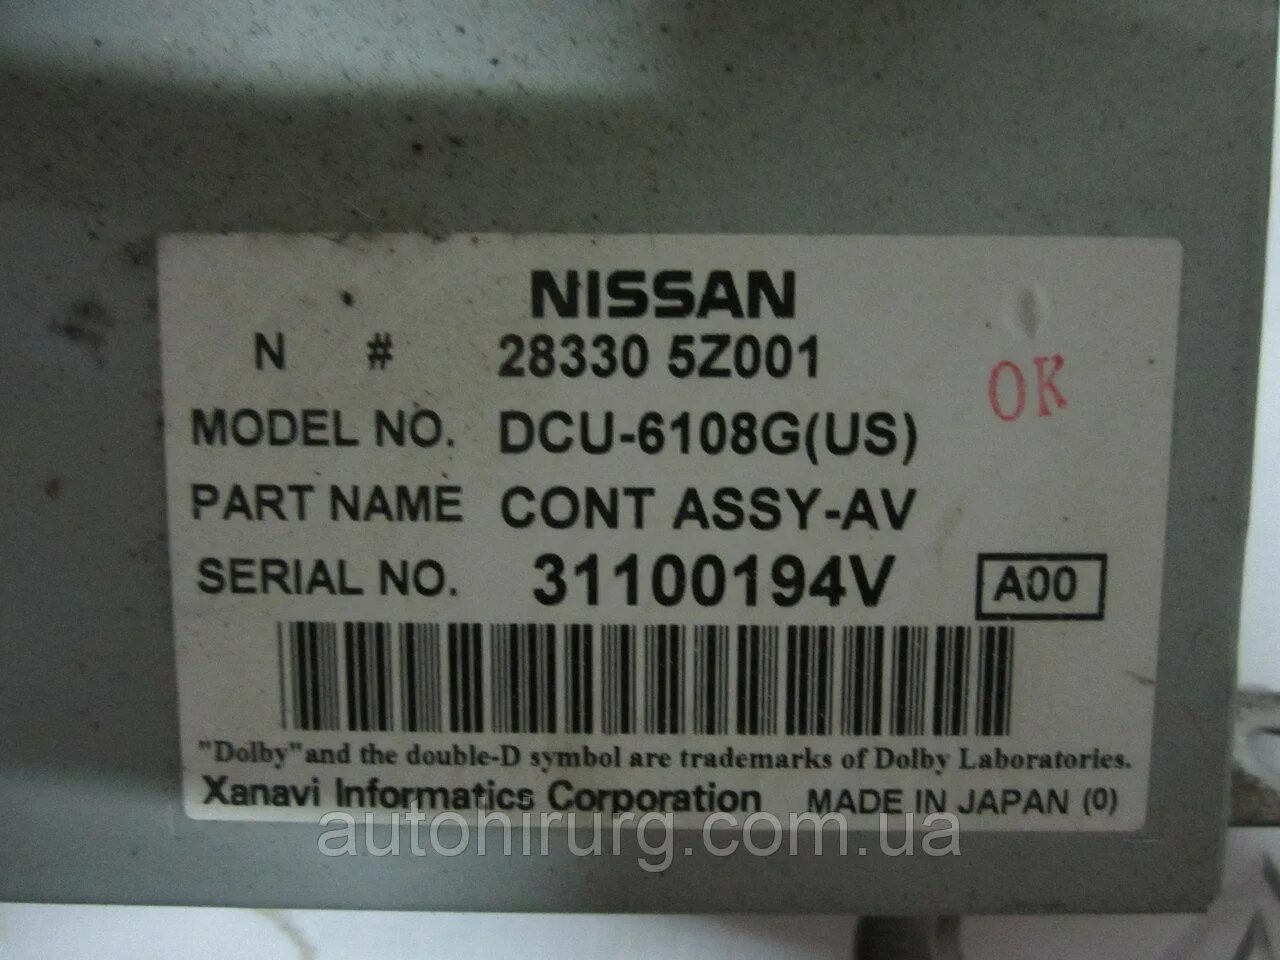 NISSAN
N # 28330 5Z001
OK
MODEL NO. DCU-6108G(US)
PART NAME CONT ASSY-AV
SERIAL NO. 31100194V A00
"Dolby"and the double-D symbol are trademarks of Dolby Laboratories.
Xanavi Informatics Corporation MADE IN JAPAN (0)
autohirurg.com.ua